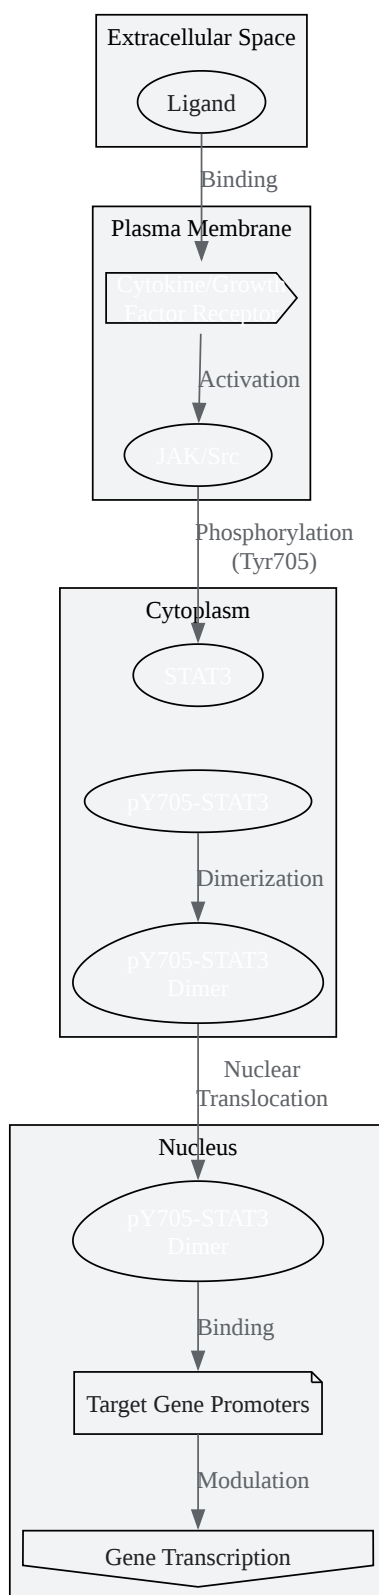 Extracellular Space
Ligand
Binding
Plasma Membrane
Cytokine/Growth
Factor Receptor
Activation
JAK/Src
Phosphorylation
(Tyr705)
Cytoplasm
STAT3
pY705-STAT3
Dimerization
pY705-STAT3
Dimer
Nuclear
Translocation
Nucleus
pY705-STAT3
Dimer
Binding
Target Gene Promoters
Modulation
Gene Transcription